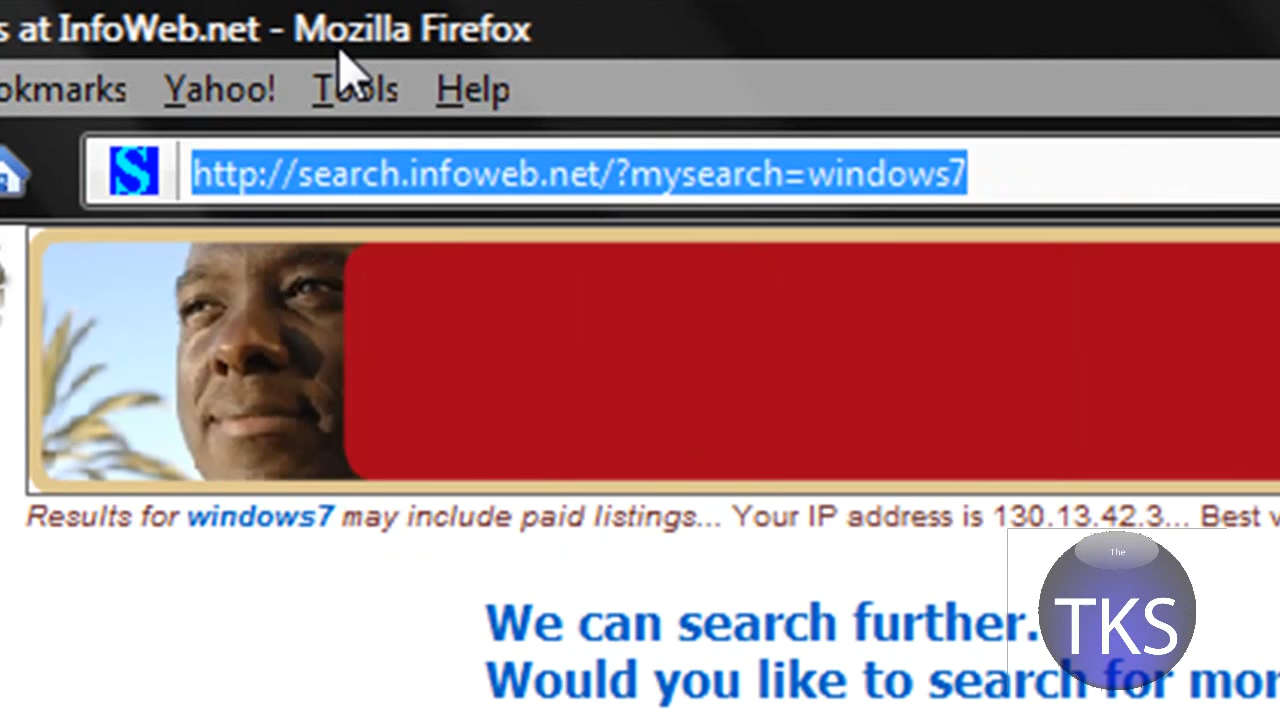 s at InfoWeb.net - Mozilla Firefox
okmarks Yahoo! Tools Help
S http://search.infoweb.net/?mysearch=windows7
Results for windows7 may include paid listings... Your IP address is 130.13.42.3... Best v
The
TKS
We can search further.
Would you like to search for mor